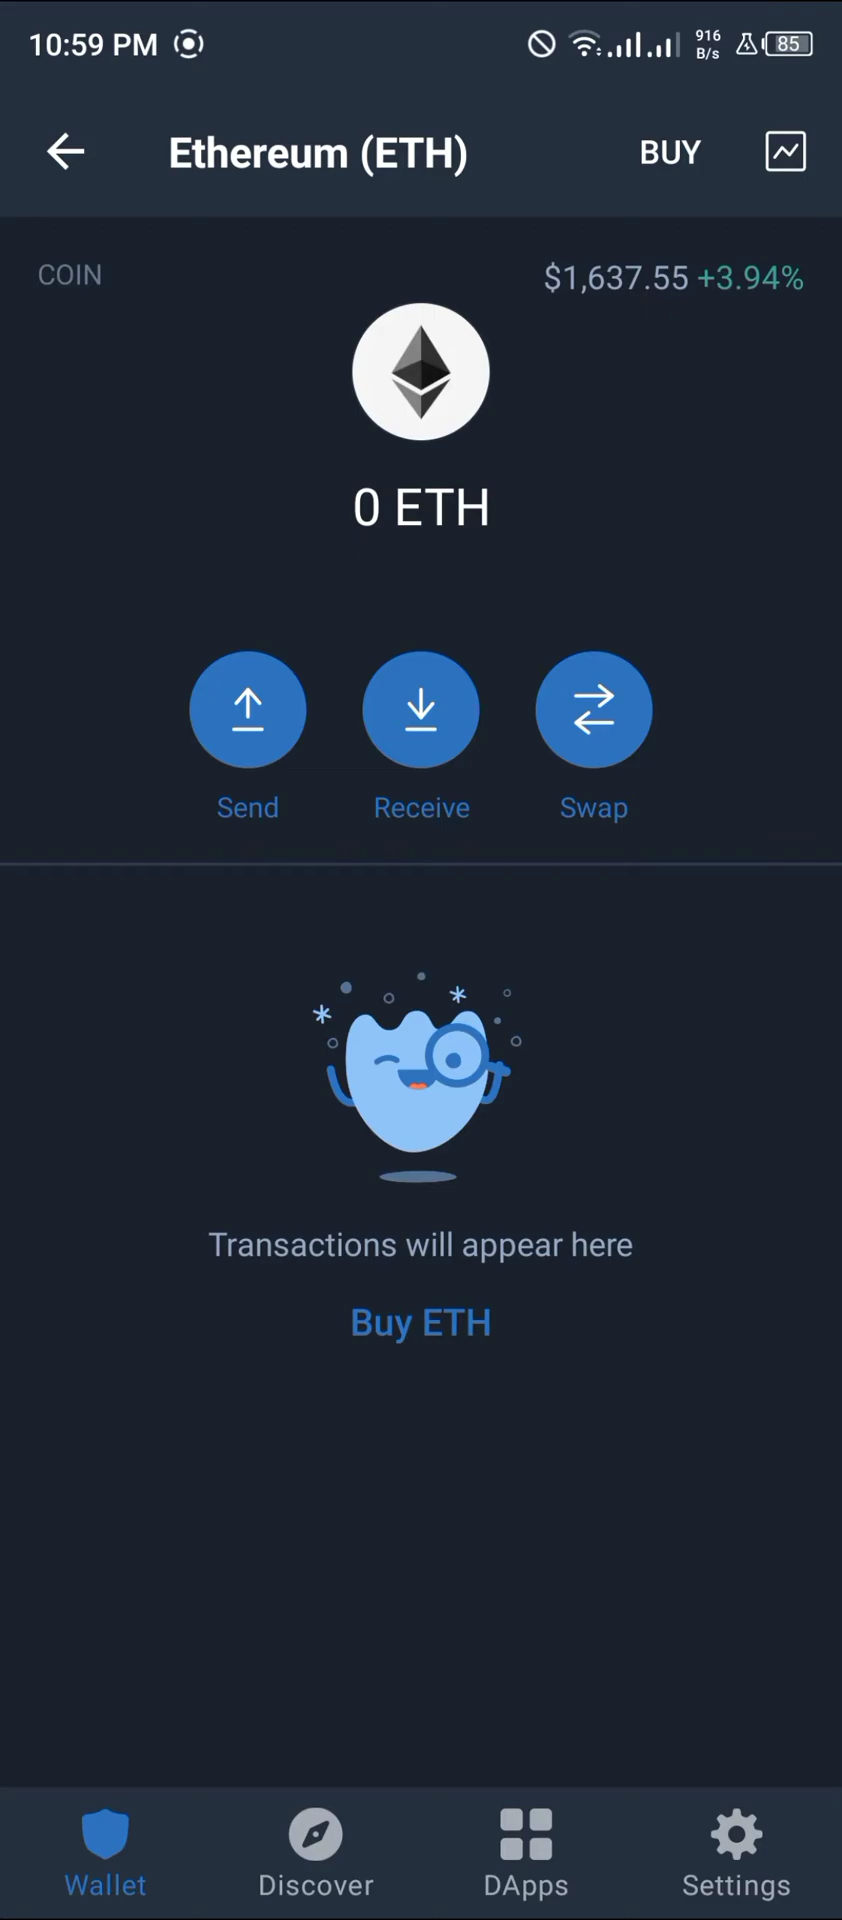 10:59 PM
916
B/s
85
Ethereum (ETH)
BUY
COIN
$1,637.55 +3.94%
0 ETH
Send
Receive
Swap
Transactions will appear here
Buy ETH
Wallet
Discover
DApps
Settings